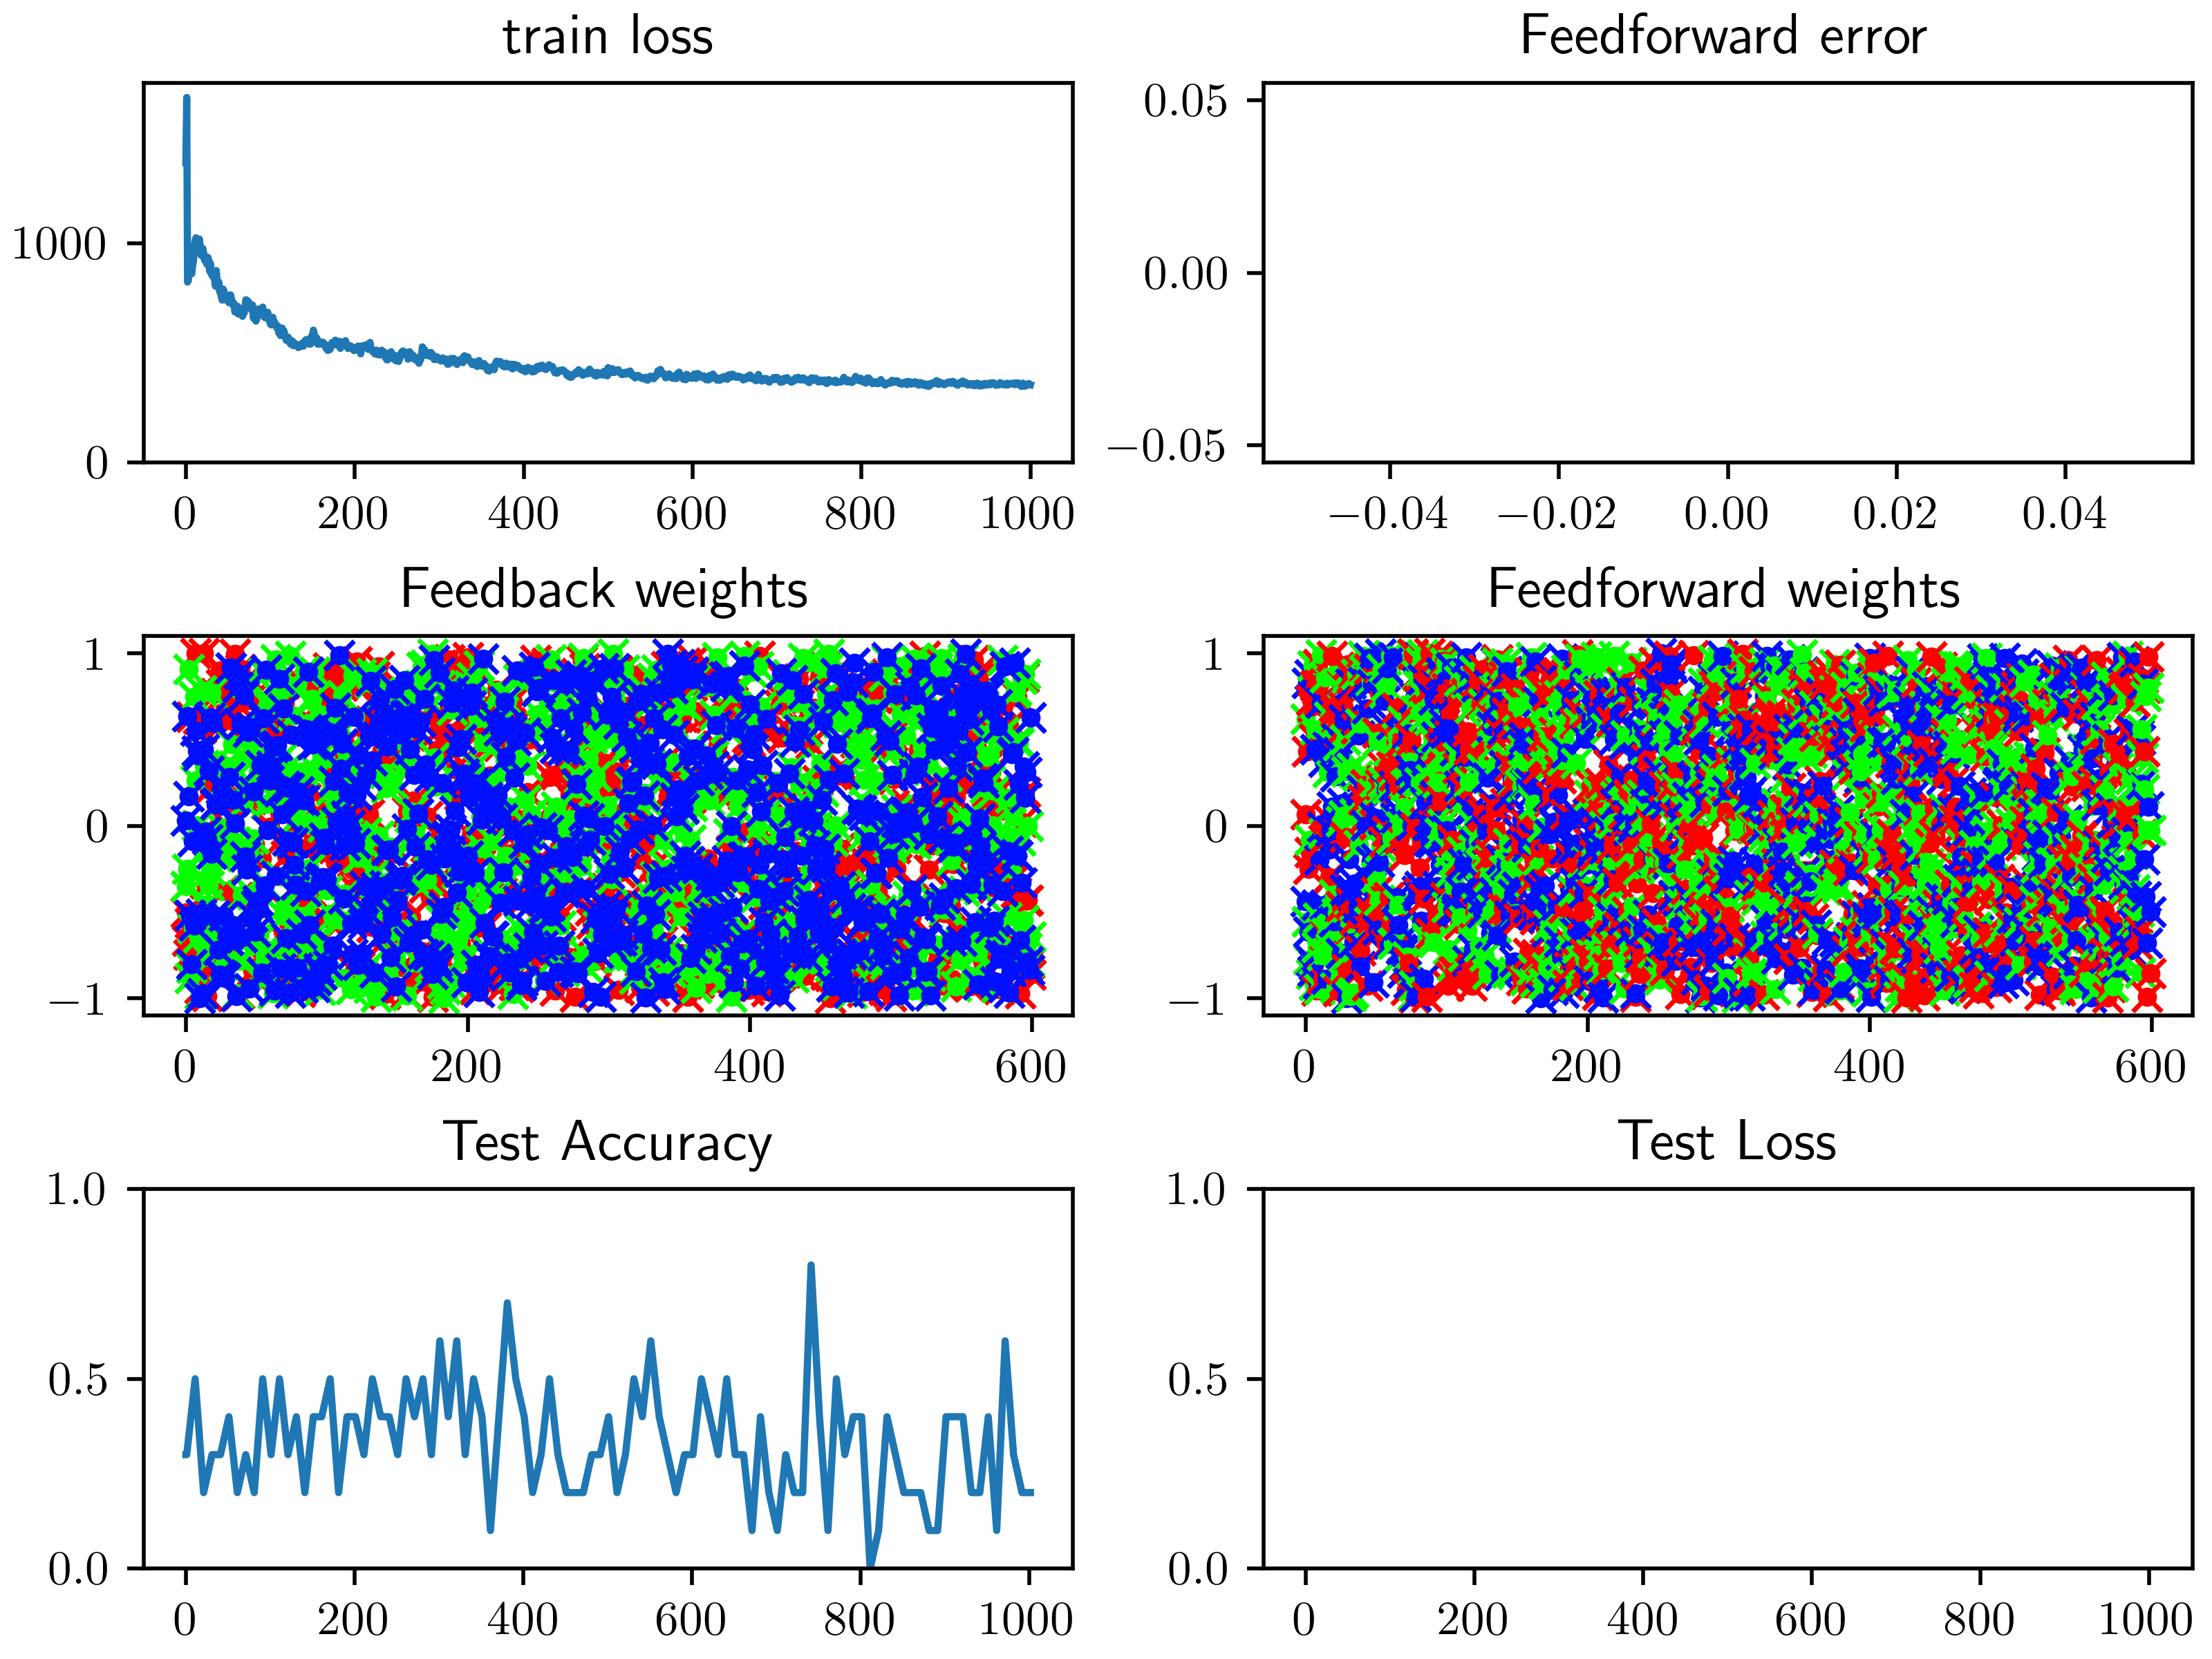 train loss
1000
0
0 200 400 600 800 1000
Feedforward error
0.05
0.00
−0.05
−0.04 −0.02 0.00 0.02 0.04
Feedback weights
1
0
−1
0 200 400 600
Feedforward weights
1
0
−1
0 200 400 600
Test Accuracy
1.0
0.5
0.0
0 200 400 600 800 1000
Test Loss
1.0
0.5
0.0
0 200 400 600 800 1000